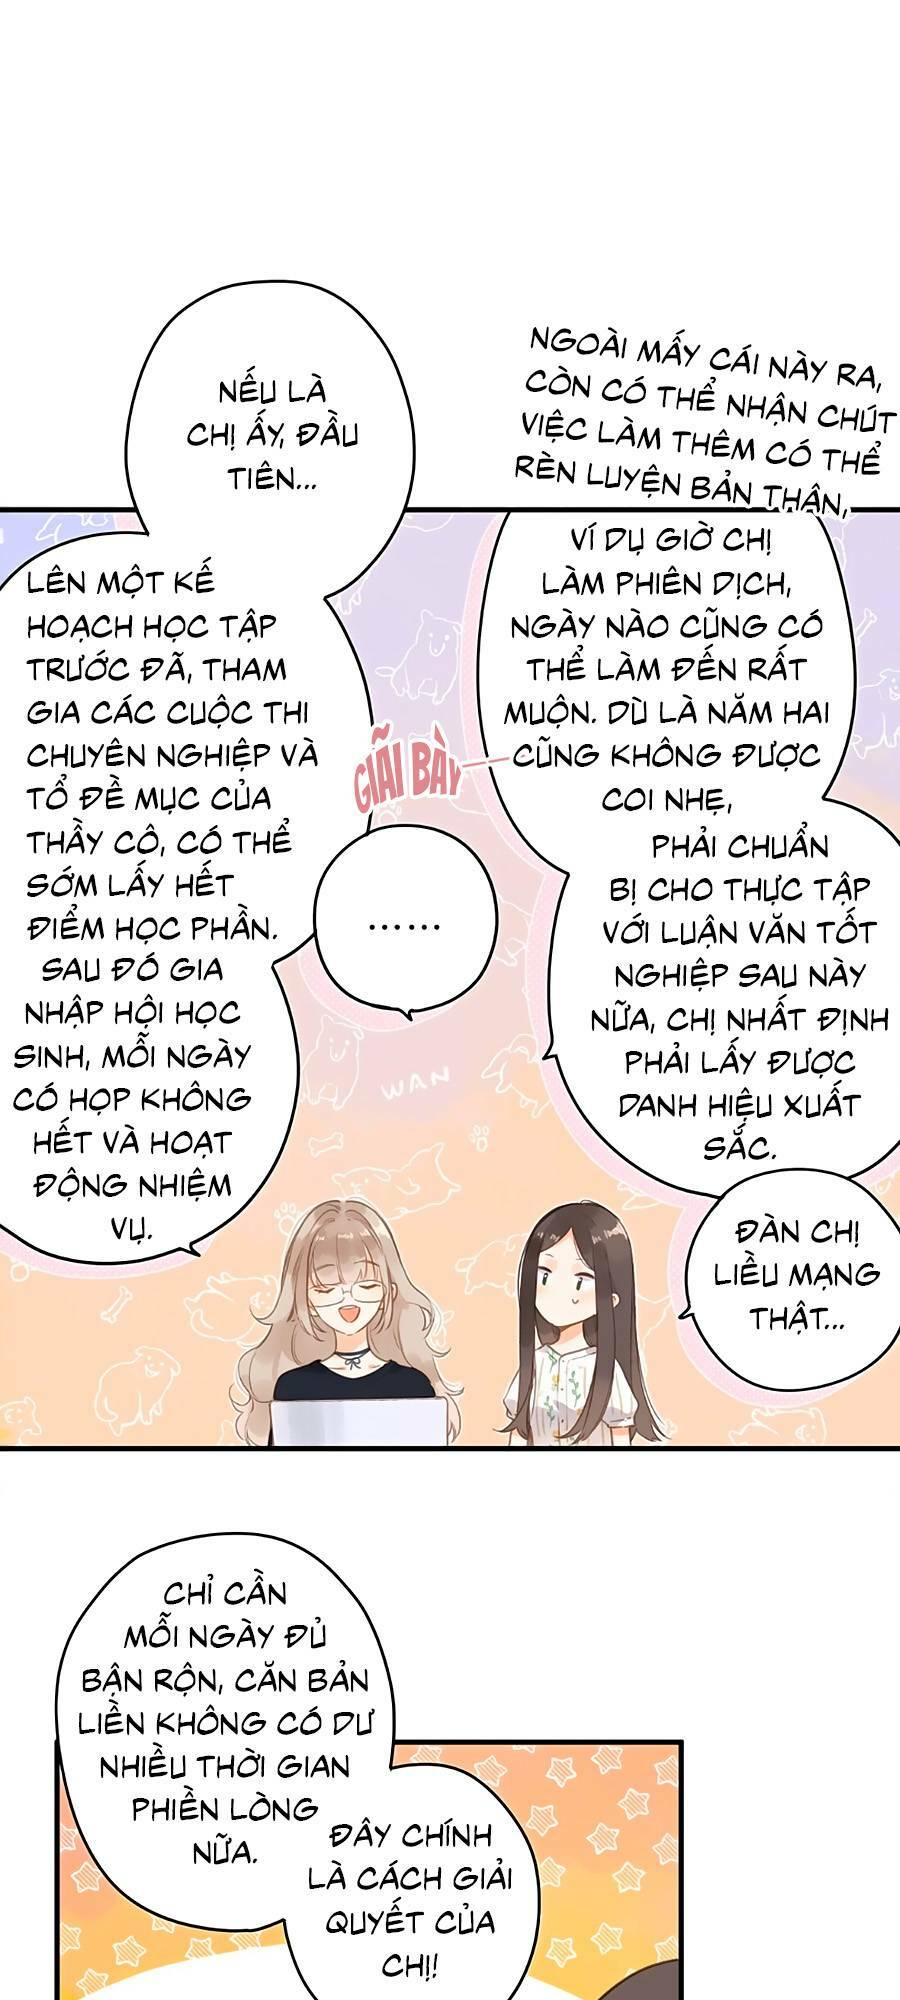 NẾU LÀ
CHỊ ẤY, ĐẦU
TIÊN...
LÊN MỘT KẾ
HOẠCH HỌC TẬP
TRƯỚC ĐÃ, THAM
GIA CÁC CUỘC THI
CHUYÊN NGHIỆP VÀ
TỔ ĐỀ MỤC CỦA
THẦY CÔ, CÓ THỂ
SỚM LẤY HẾT
ĐIỂM HỌC PHẦN.
SAU ĐÓ GIA
NHẬP HỘI HỌC
SINH, MỖI NGÀY
CÓ HỌP KHÔNG
HẾT VÀ HOẠT
ĐỘNG NHIỆM
VỤ.
NGOÀI MẤY CÁI NÀY RA,
CÒN CÓ THỂ NHẬN CHÚT
VIỆC LÀM THÊM CÓ THỂ
RÈN LUYỆN BẢN THÂN,
VÍ DỤ GIỜ CHỊ
LÀM PHIÊN DỊCH,
NGÀY NÀO CŨNG CÓ
THỂ LÀM ĐẾN RẤT
MUỘN. DÙ LÀ NĂM HAI
CŨNG KHÔNG ĐƯỢC
COI NHẸ,
GIÃI BÀY
PHẢI CHUẨN
BỊ CHO THỰC TẬP
VỚI LUẬN VĂN TỐT
NGHIỆP SAU NÀY
NỮA, CHỊ NHẤT ĐỊNH
PHẢI LẤY ĐƯỢC
DANH HIỆU XUẤT
SẮC.
......
WAN
ĐÀN CHỊ
LIỀU MẠNG
THẬT...
CHỈ CẦN
MỖI NGÀY ĐỦ
BẬN RỘN, CĂN BẢN
LIỀN KHÔNG CÓ DƯ
NHIỀU THỜI GIAN
PHIỀN LÒNG
NỮA.
ĐÂY CHÍNH
LÀ CÁCH GIẢI
QUYẾT CỦA
CHỊ!